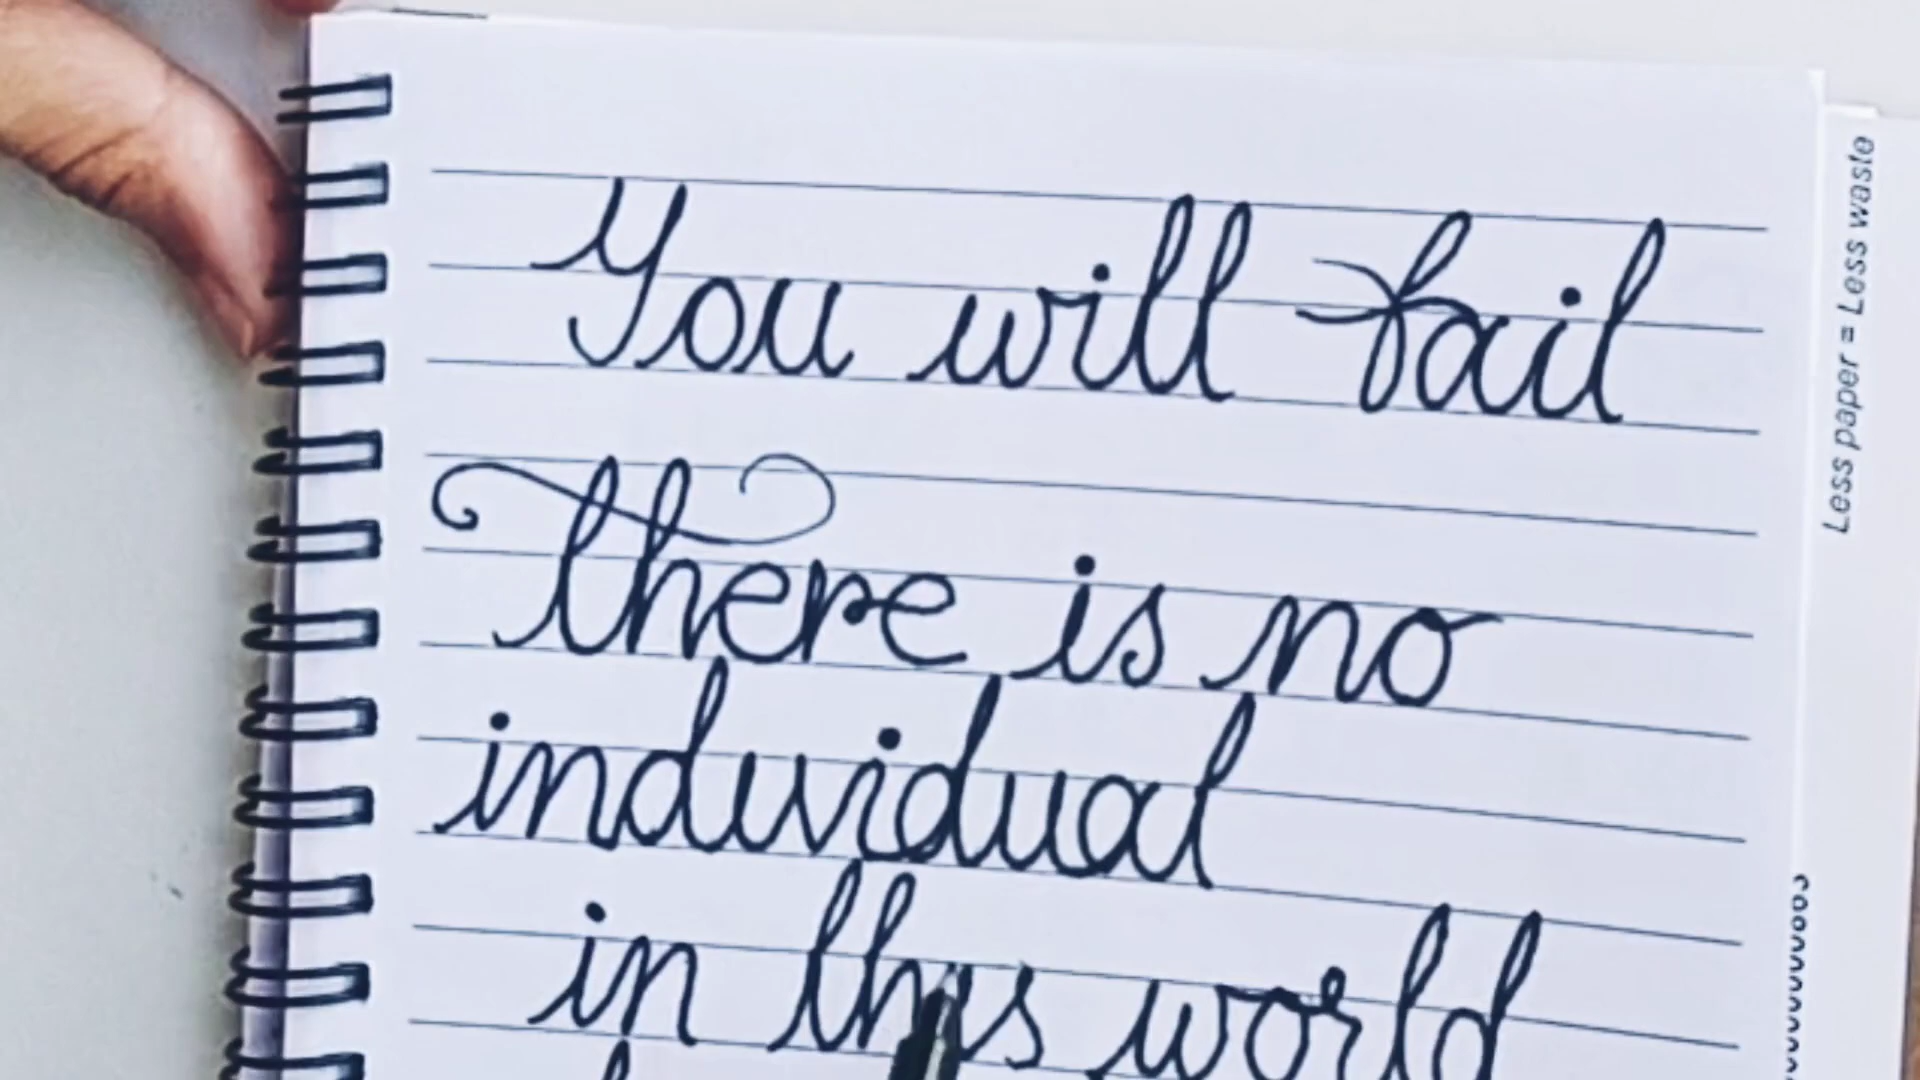 You will fail
there is no
individual
in this world
Less paper = Less waste